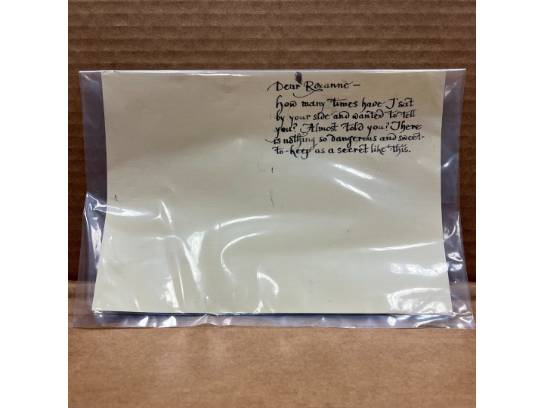 Dear Roxanne –
how many times have I sat
by your side and wanted to tell
you? Almost told you? There
is nothing so dangerous and sweet-
to-keep as a secret like this.